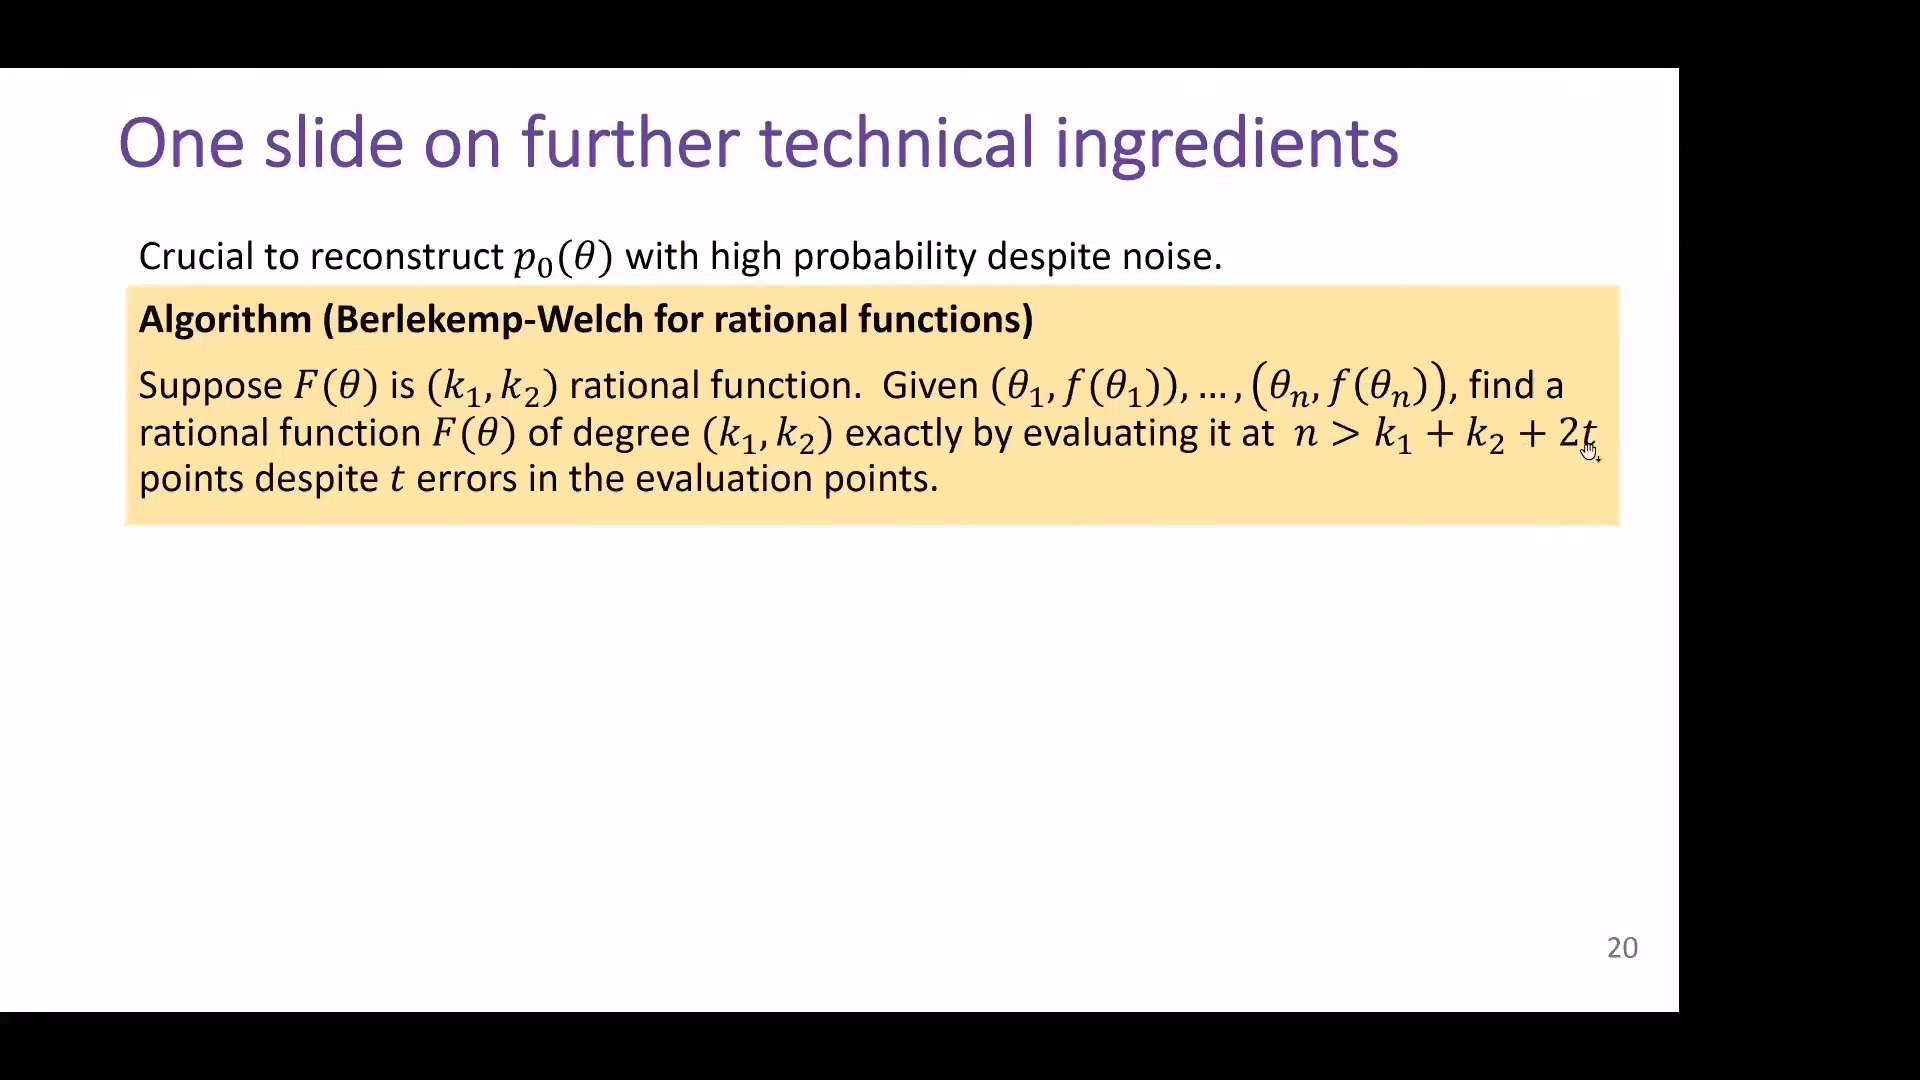 One slide on further technical ingredients
Crucial to reconstruct p₀(θ) with high probability despite noise.
Algorithm (Berlekemp-Welch for rational functions)
Suppose F(θ) is (k₁, k₂) rational function. Given (θ₁, f(θ₁)), … , (θₙ, f(θₙ)), find a
rational function F(θ) of degree (k₁, k₂) exactly by evaluating it at n > k₁ + k₂ + 2t
points despite t errors in the evaluation points.
20